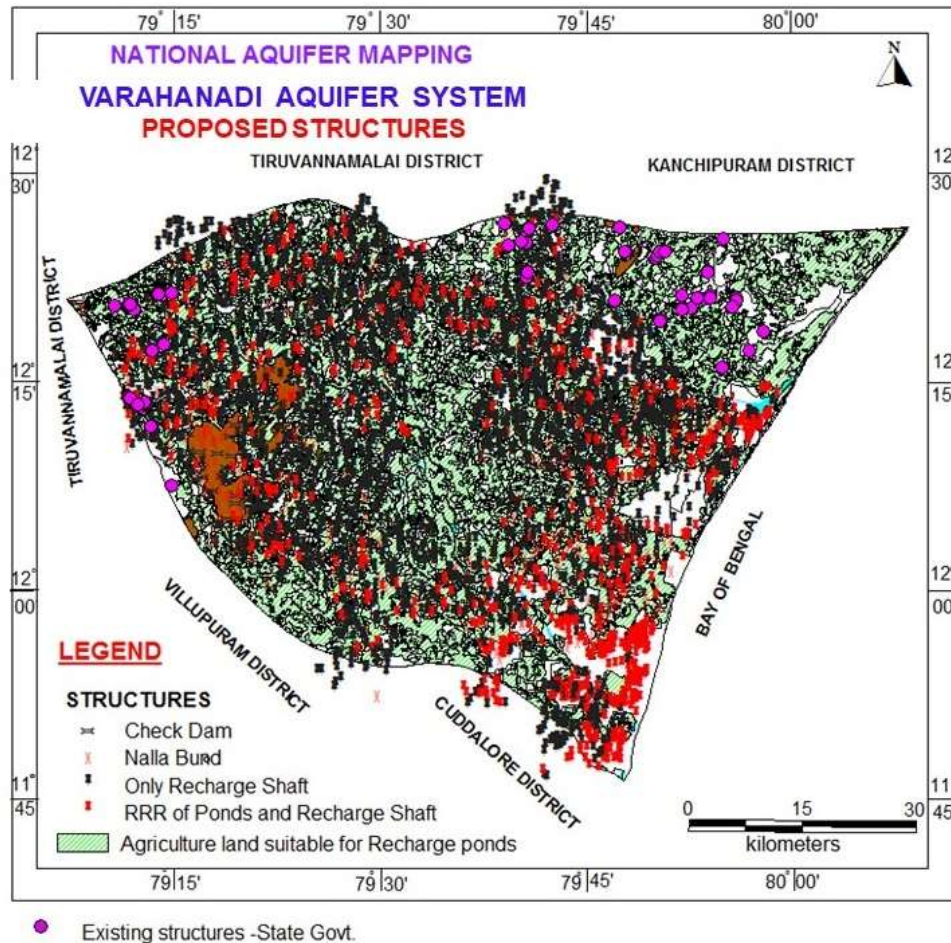 79° 15'
79° 30'
79° 45'
80° 00'
NATIONAL AQUIFER MAPPING
VARAHANADI AQUIFER SYSTEM
PROPOSED STRUCTURES
N
12°
30'
12°
30'
TIRUVANNAMALAI DISTRICT
KANCHIPURAM DISTRICT
TIRUVANNAMALAI DISTRICT
12°
15'
12°
15'
12°
00'
12°
00'
VILLUPURAM DISTRICT
BAY OF BENGAL
CUDDALORE DISTRICT
LEGEND
STRUCTURES
Check Dam
Nalla Bund
Only Recharge Shaft
RRR of Ponds and Recharge Shaft
Agriculture land suitable for Recharge ponds
11°
45'
11°
45'
0 15 30
kilometers
79° 15'
79° 30'
79° 45'
80° 00'
Existing structures -State Govt.